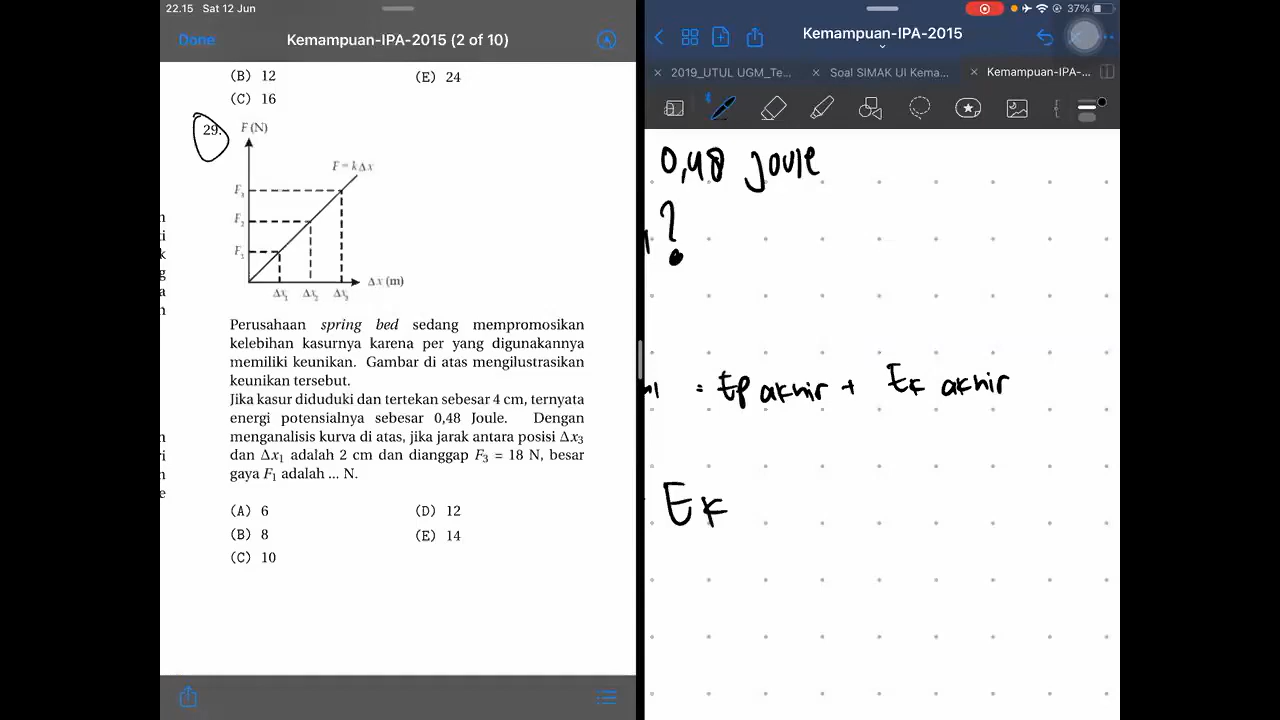 22.15 Sat 12 Jun
Done
Kemampuan-IPA-2015 (2 of 10)
(B) 12
(E) 24
(C) 16
29.
F (N)
F = kΔx
F₃
F₂
F₁
Δx₁ Δx₂ Δx₃
Δx (m)
Perusahaan spring bed sedang mempromosikan
kelebihan kasurnya karena per yang digunakannya
memiliki keunikan. Gambar di atas mengilustrasikan
keunikan tersebut.
Jika kasur diduduki dan tertekan sebesar 4 cm, ternyata
energi potensialnya sebesar 0,48 Joule. Dengan
menganalisis kurva di atas, jika jarak antara posisi Δx₃
dan Δx₁ adalah 2 cm dan dianggap F₃ = 18 N, besar
gaya F₁ adalah ... N.
(A) 6
(D) 12
(B) 8
(E) 14
(C) 10
37%
Kemampuan-IPA-2015
2019_UTUL UGM_Te...
Soal SIMAK UI Kema...
Kemampuan-IPA-...
0,48 Joule
?
= Ep akhir + Ek akhir
Ek